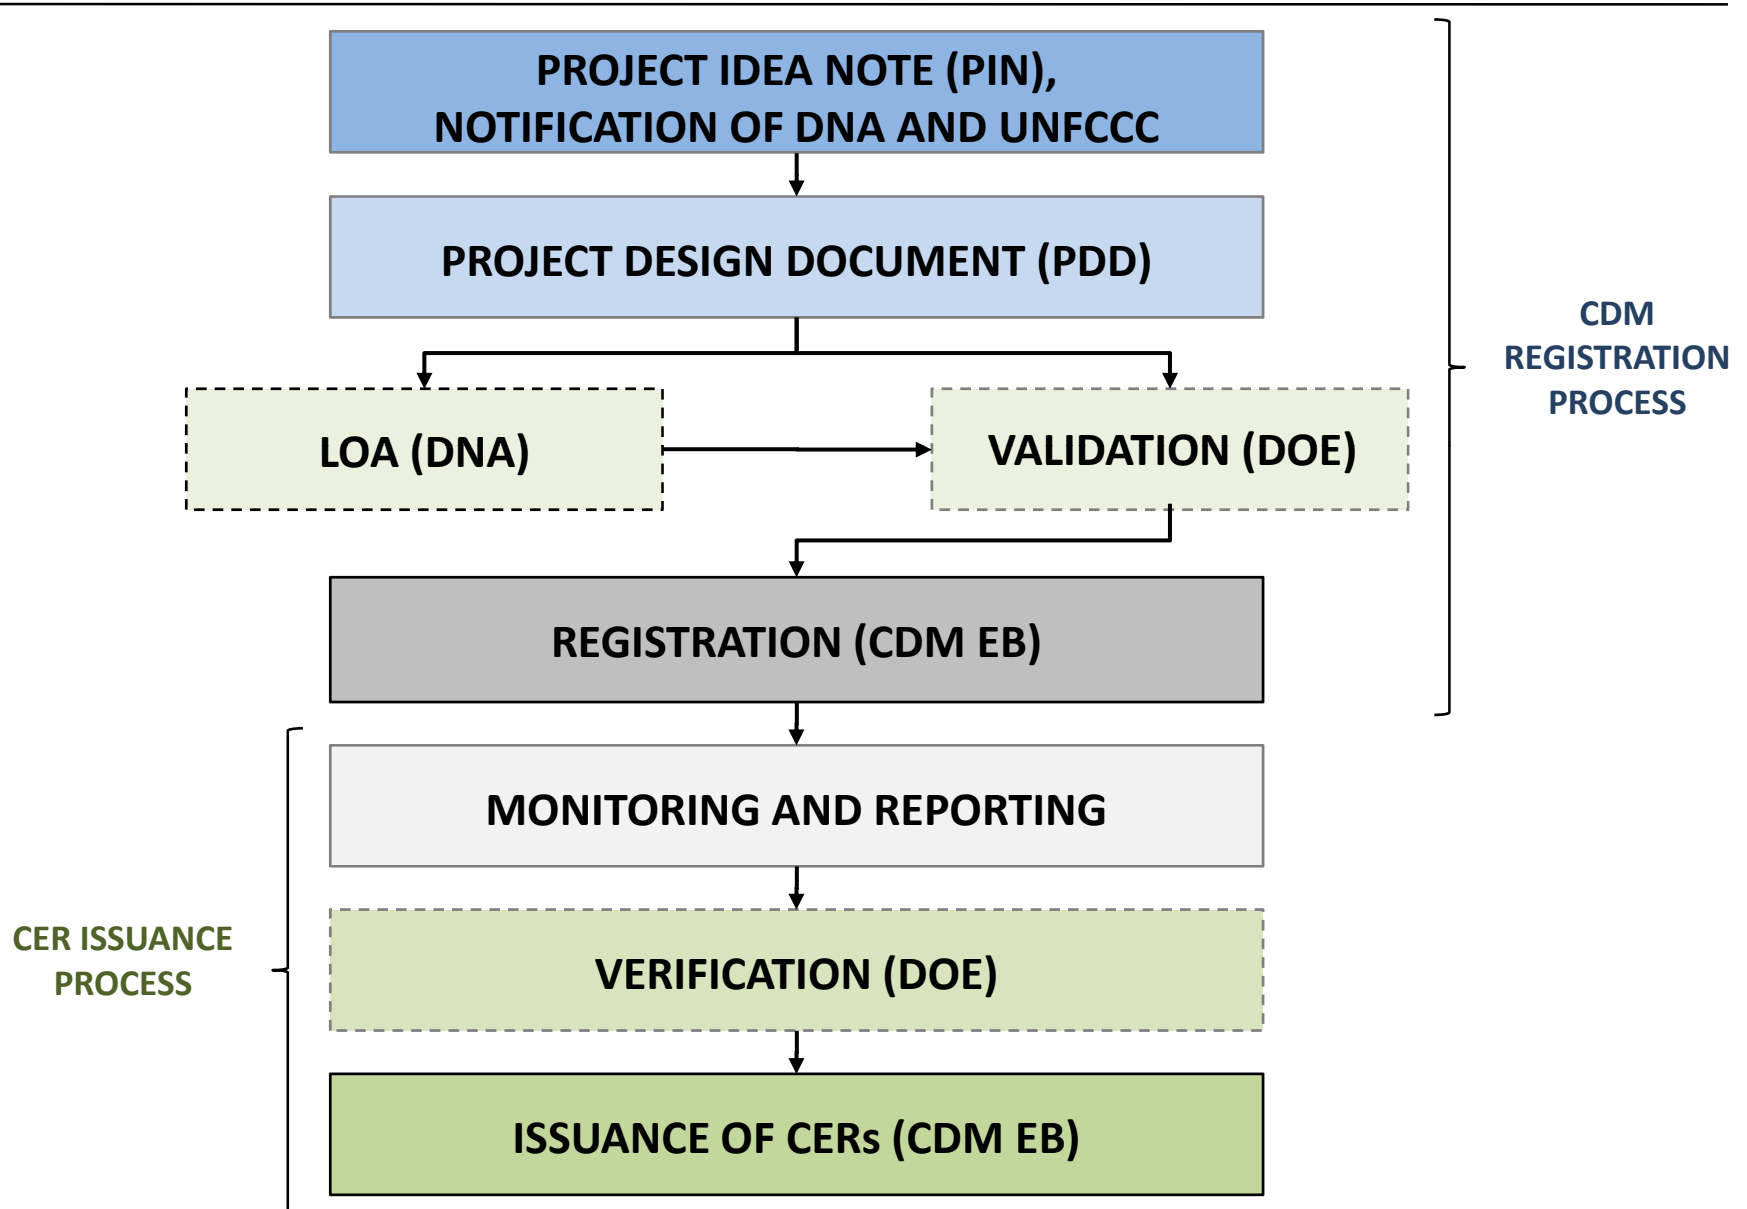 PROJECT IDEA NOTE (PIN),
NOTIFICATION OF DNA AND UNFCCC
PROJECT DESIGN DOCUMENT (PDD)
CDM
REGISTRATION
PROCESS
LOA (DNA)
VALIDATION (DOE)
REGISTRATION (CDM EB)
MONITORING AND REPORTING
CER ISSUANCE
PROCESS
VERIFICATION (DOE)
ISSUANCE OF CERs (CDM EB)